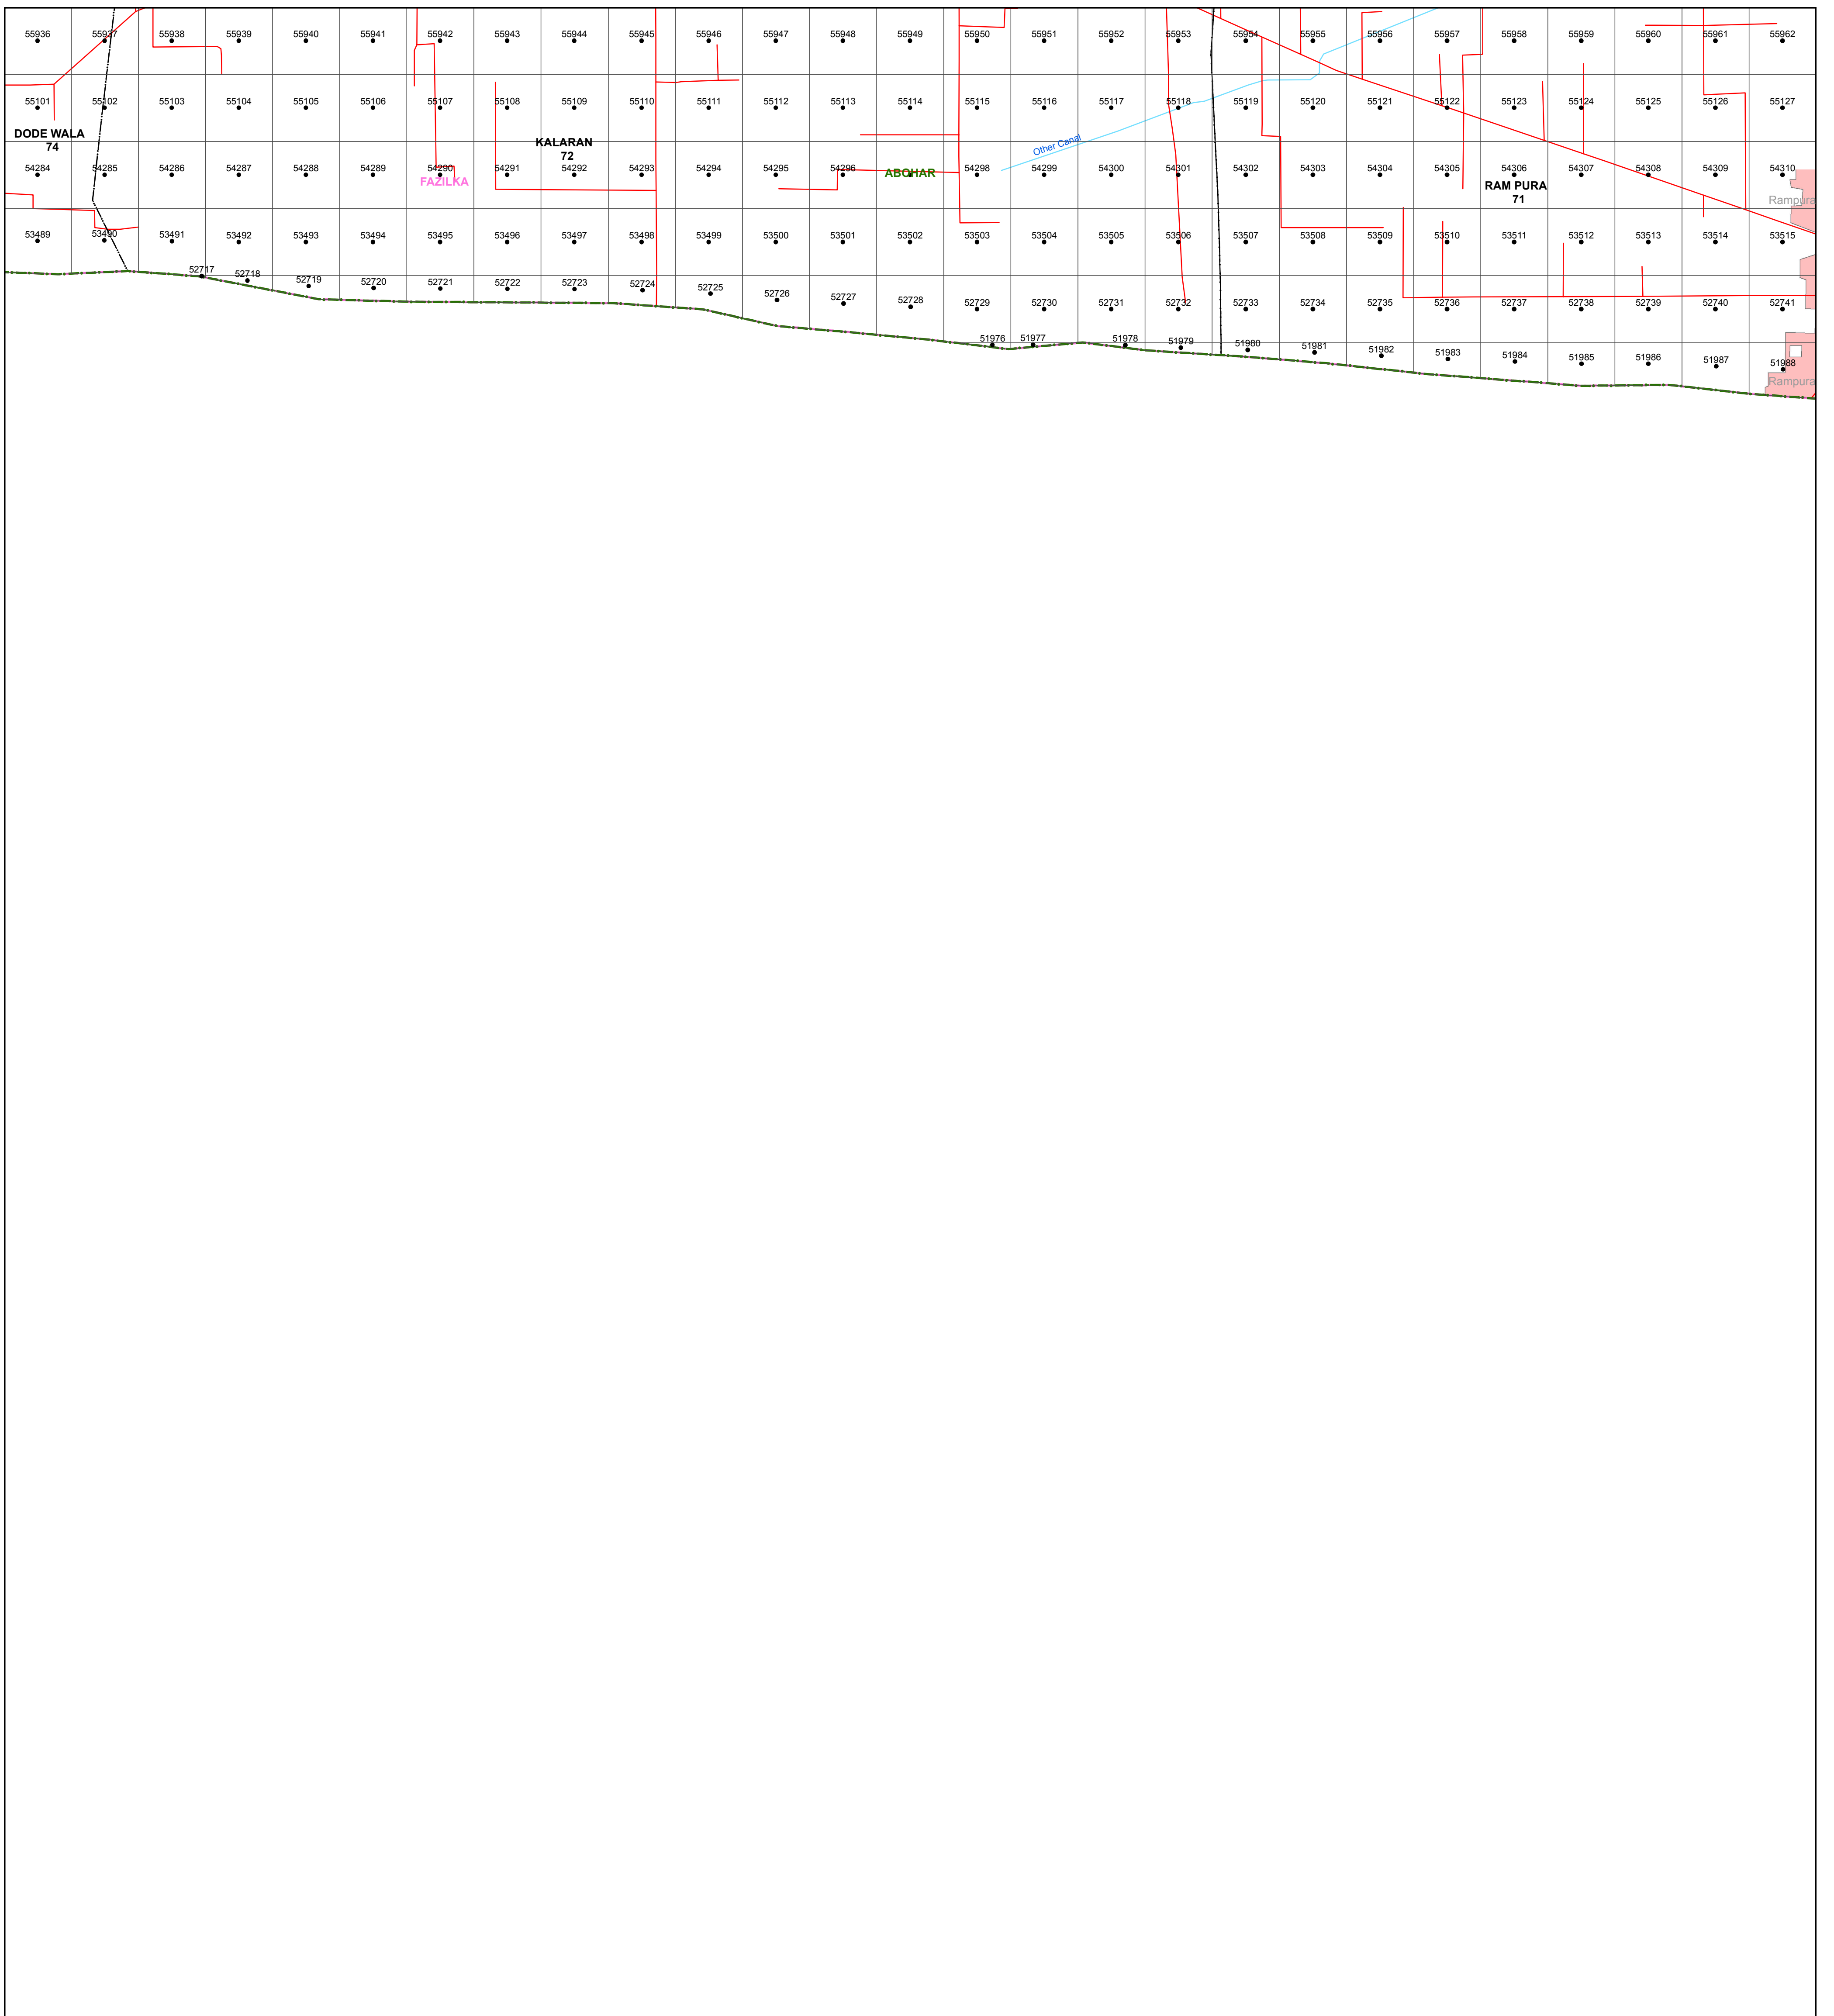 55936 55937 55938 55939 55940 55941 55942 55943 55944 55945 55946 55947 55948 55949 55950 55951 55952 55953 55954 55955 55956 55957 55958 55959 55960 55961 55962
55101 55102 55103 55104 55105 55106 55107 55108 55109 55110 55111 55112 55113 55114 55115 55116 55117 55118 55119 55120 55121 55122 55123 55124 55125 55126 55127
DODE WALA
74
KALARAN
72
Other Canal
54284 54285 54286 54287 54288 54289 54290 54291 54292 54293 54294 54295 54296 54298 54299 54300 54301 54302 54303 54304 54305 54306 54307 54308 54309 54310
FAZILKA
ABOHAR
RAM PURA
71
Rampura
53489 53490 53491 53492 53493 53494 53495 53496 53497 53498 53499 53500 53501 53502 53503 53504 53505 53506 53507 53508 53509 53510 53511 53512 53513 53514 53515
52717 52718 52719 52720 52721 52722 52723 52724 52725 52726 52727 52728 52729 52730 52731 52732 52733 52734 52735 52736 52737 52738 52739 52740 52741
51976 51977 51978 51979 51980 51981 51982 51983 51984 51985 51986 51987 51988
Rampura